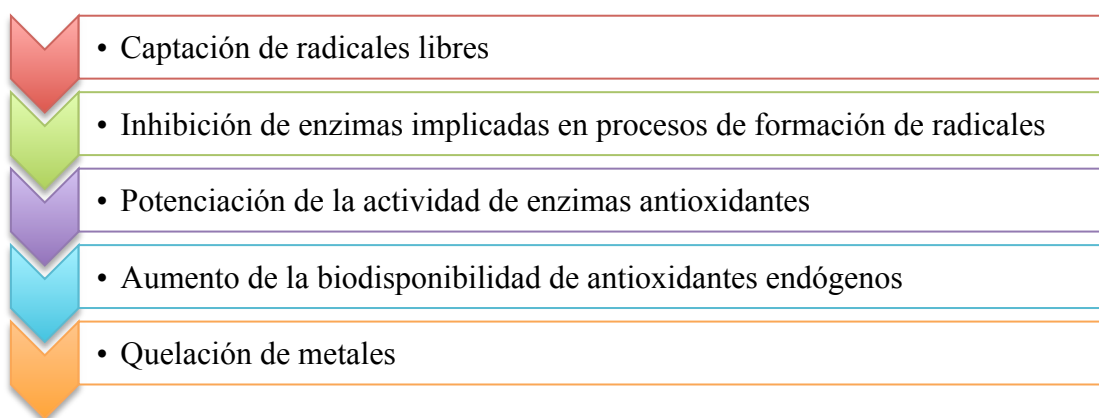 • Captación de radicales libres
• Inhibición de enzimas implicadas en procesos de formación de radicales
• Potenciación de la actividad de enzimas antioxidantes
• Aumento de la biodisponibilidad de antioxidantes endógenos
• Quelación de metales